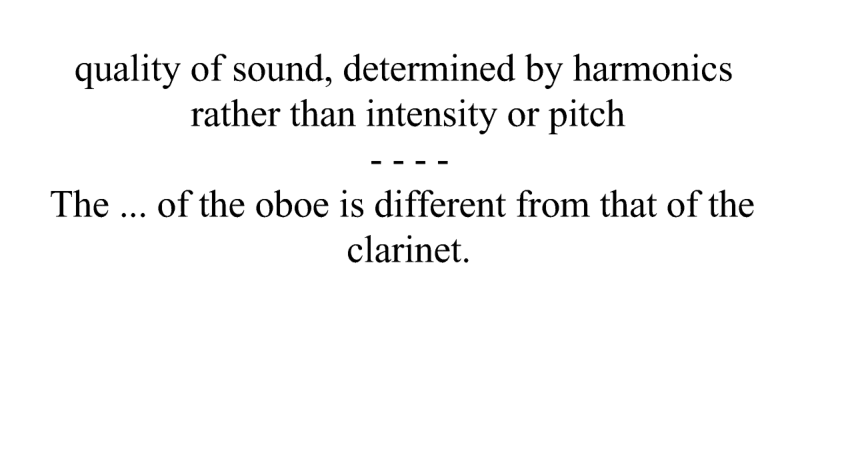 quality of sound, determined by harmonics
rather than intensity or pitch
- - - -
The ... of the oboe is different from that of the
clarinet.